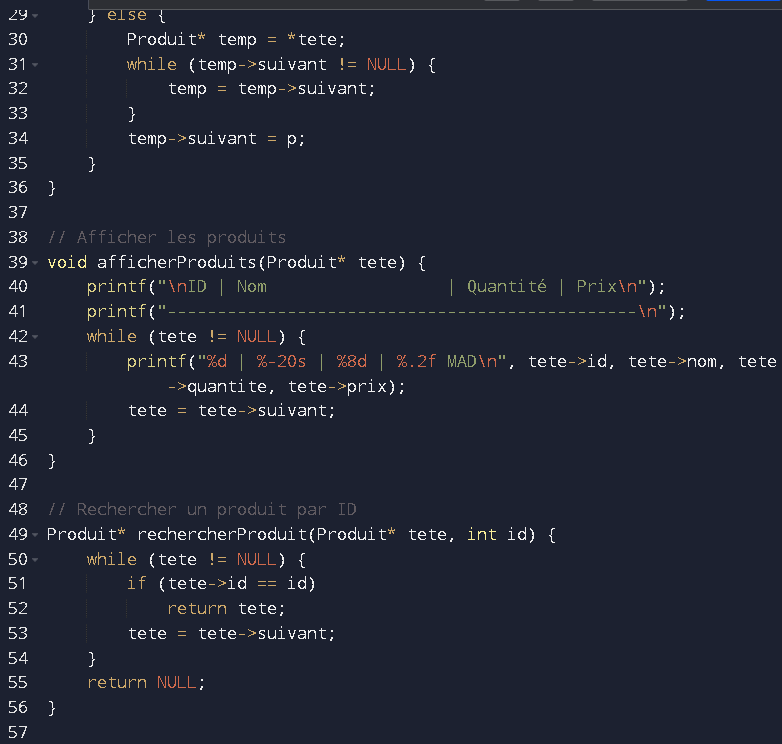 29 } else {
30 Produit* temp = *tete;
31 while (temp->suivant != NULL) {
32 temp = temp->suivant;
33 }
34 temp->suivant = p;
35 }
36 }
37
38 // Afficher les produits
39 void afficherProduits(Produit* tete) {
40 printf("\nID | Nom                  | Quantité | Prix\n");
41 printf("-----------------------------------------------\n");
42 while (tete != NULL) {
43 printf("%d | %-20s | %8d | %.2f MAD\n", tete->id, tete->nom, tete
->quantite, tete->prix);
44 tete = tete->suivant;
45 }
46 }
47
48 // Rechercher un produit par ID
49 Produit* rechercherProduit(Produit* tete, int id) {
50 while (tete != NULL) {
51 if (tete->id == id)
52 return tete;
53 tete = tete->suivant;
54 }
55 return NULL;
56 }
57